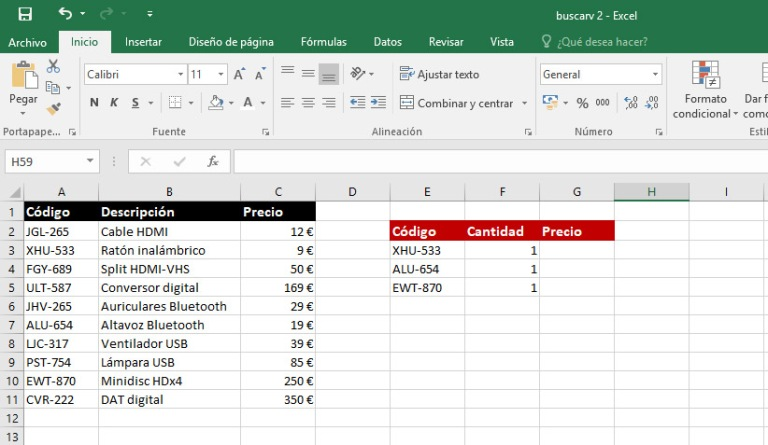 buscarv 2 - Excel
Archivo Inicio Insertar Diseño de página Fórmulas Datos Revisar Vista ¿Qué desea hacer?
Calibri 11 A A Ajustar texto General
Pegar N K S A Combinar y centrar % 000 Formato condicional Dar f com
Portapape... Fuente Alineación Número Estil
H59 fx
A B C D E F G H I
1 Código Descripción Precio
2 JGL-265 Cable HDMI 12 € Código Cantidad Precio
3 XHU-533 Ratón inalámbrico 9 € XHU-533 1
4 FGY-689 Split HDMI-VHS 50 € ALU-654 1
5 ULT-587 Conversor digital 169 € EWT-870 1
6 JHV-265 Auriculares Bluetooth 29 €
7 ALU-654 Altavoz Bluetooth 19 €
8 LJC-317 Ventilador USB 39 €
9 PST-754 Lámpara USB 85 €
10 EWT-870 Minidisc HDx4 250 €
11 CVR-222 DAT digital 350 €
12
13